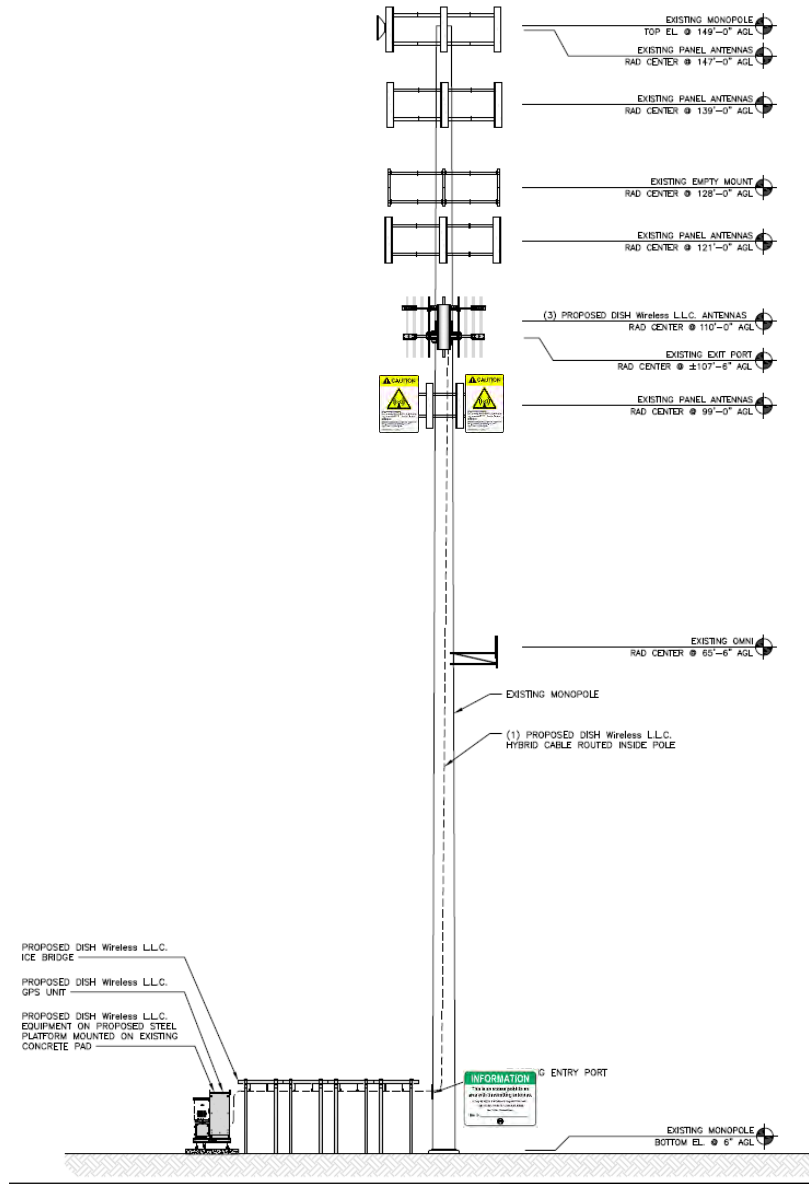 EXISTING MONOPOLE
TOP EL. @ 149'-0" AGL
EXISTING PANEL ANTENNAS
RAD CENTER @ 147'-0" AGL
EXISTING PANEL ANTENNAS
RAD CENTER @ 139'-0" AGL
EXISTING EMPTY MOUNT
RAD CENTER @ 128'-0" AGL
EXISTING PANEL ANTENNAS
RAD CENTER @ 121'-0" AGL
(3) PROPOSED DISH Wireless L.L.C. ANTENNAS
RAD CENTER @ 110'-0" AGL
EXISTING EXIT PORT
RAD CENTER @ ±107'-6" AGL
CAUTION
CAUTION
EXISTING PANEL ANTENNAS
RAD CENTER @ 99'-0" AGL
EXISTING OMNI
RAD CENTER @ 65'-6" AGL
EXISTING MONOPOLE
(1) PROPOSED DISH Wireless L.L.C.
HYBRID CABLE ROUTED INSIDE POLE
PROPOSED DISH Wireless L.L.C.
ICE BRIDGE
PROPOSED DISH Wireless L.L.C.
GPS UNIT
PROPOSED DISH Wireless L.L.C.
EQUIPMENT ON PROPOSED STEEL
PLATFORM MOUNTED ON EXISTING
CONCRETE PAD
INFORMATION
G ENTRY PORT
EXISTING MONOPOLE
BOTTOM EL. @ 6" AGL